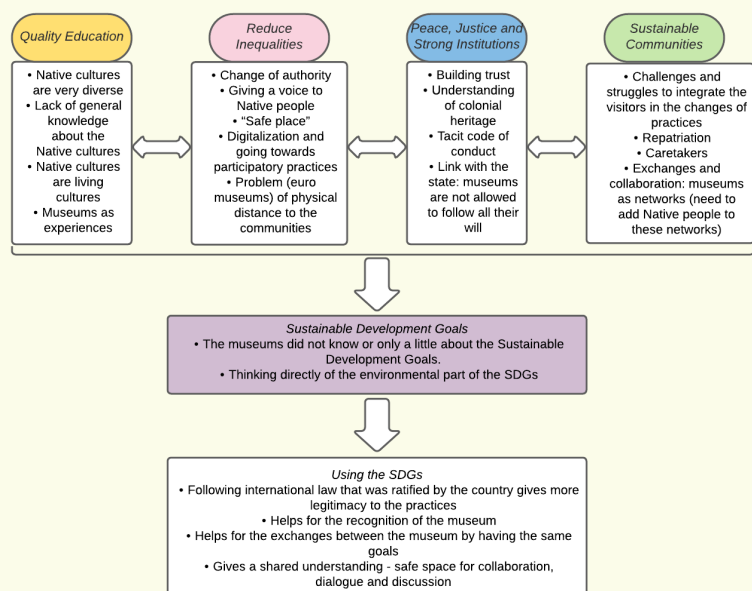 Quality Education
• Native cultures
are very diverse
• Lack of general
knowledge
about the
Native cultures
• Native cultures
are living
cultures
• Museums as
experiences
Reduce
Inequalities
• Change of authority
• Giving a voice to
Native people
• “Safe place”
• Digitalization and
going towards
participatory practices
• Problem (euro
museums) of physical
distance to the
communities
Peace, Justice and
Strong Institutions
• Building trust
• Understanding
of colonial
heritage
• Tacit code of
conduct
• Link with the
state: museums
are not allowed
to follow all their
will
Sustainable
Communities
• Challenges and
struggles to integrate the
visitors in the changes of
practices
• Repatriation
• Caretakers
• Exchanges and
collaboration: museums
as networks (need to
add Native people to
these networks)
Sustainable Development Goals
• The museums did not know or only a little about the Sustainable
Development Goals.
• Thinking directly of the environmental part of the SDGs
Using the SDGs
• Following international law that was ratified by the country gives more
legitimacy to the practices
• Helps for the recognition of the museum
• Helps for the exchanges between the museum by having the same
goals
• Gives a shared understanding - safe space for collaboration,
dialogue and discussion